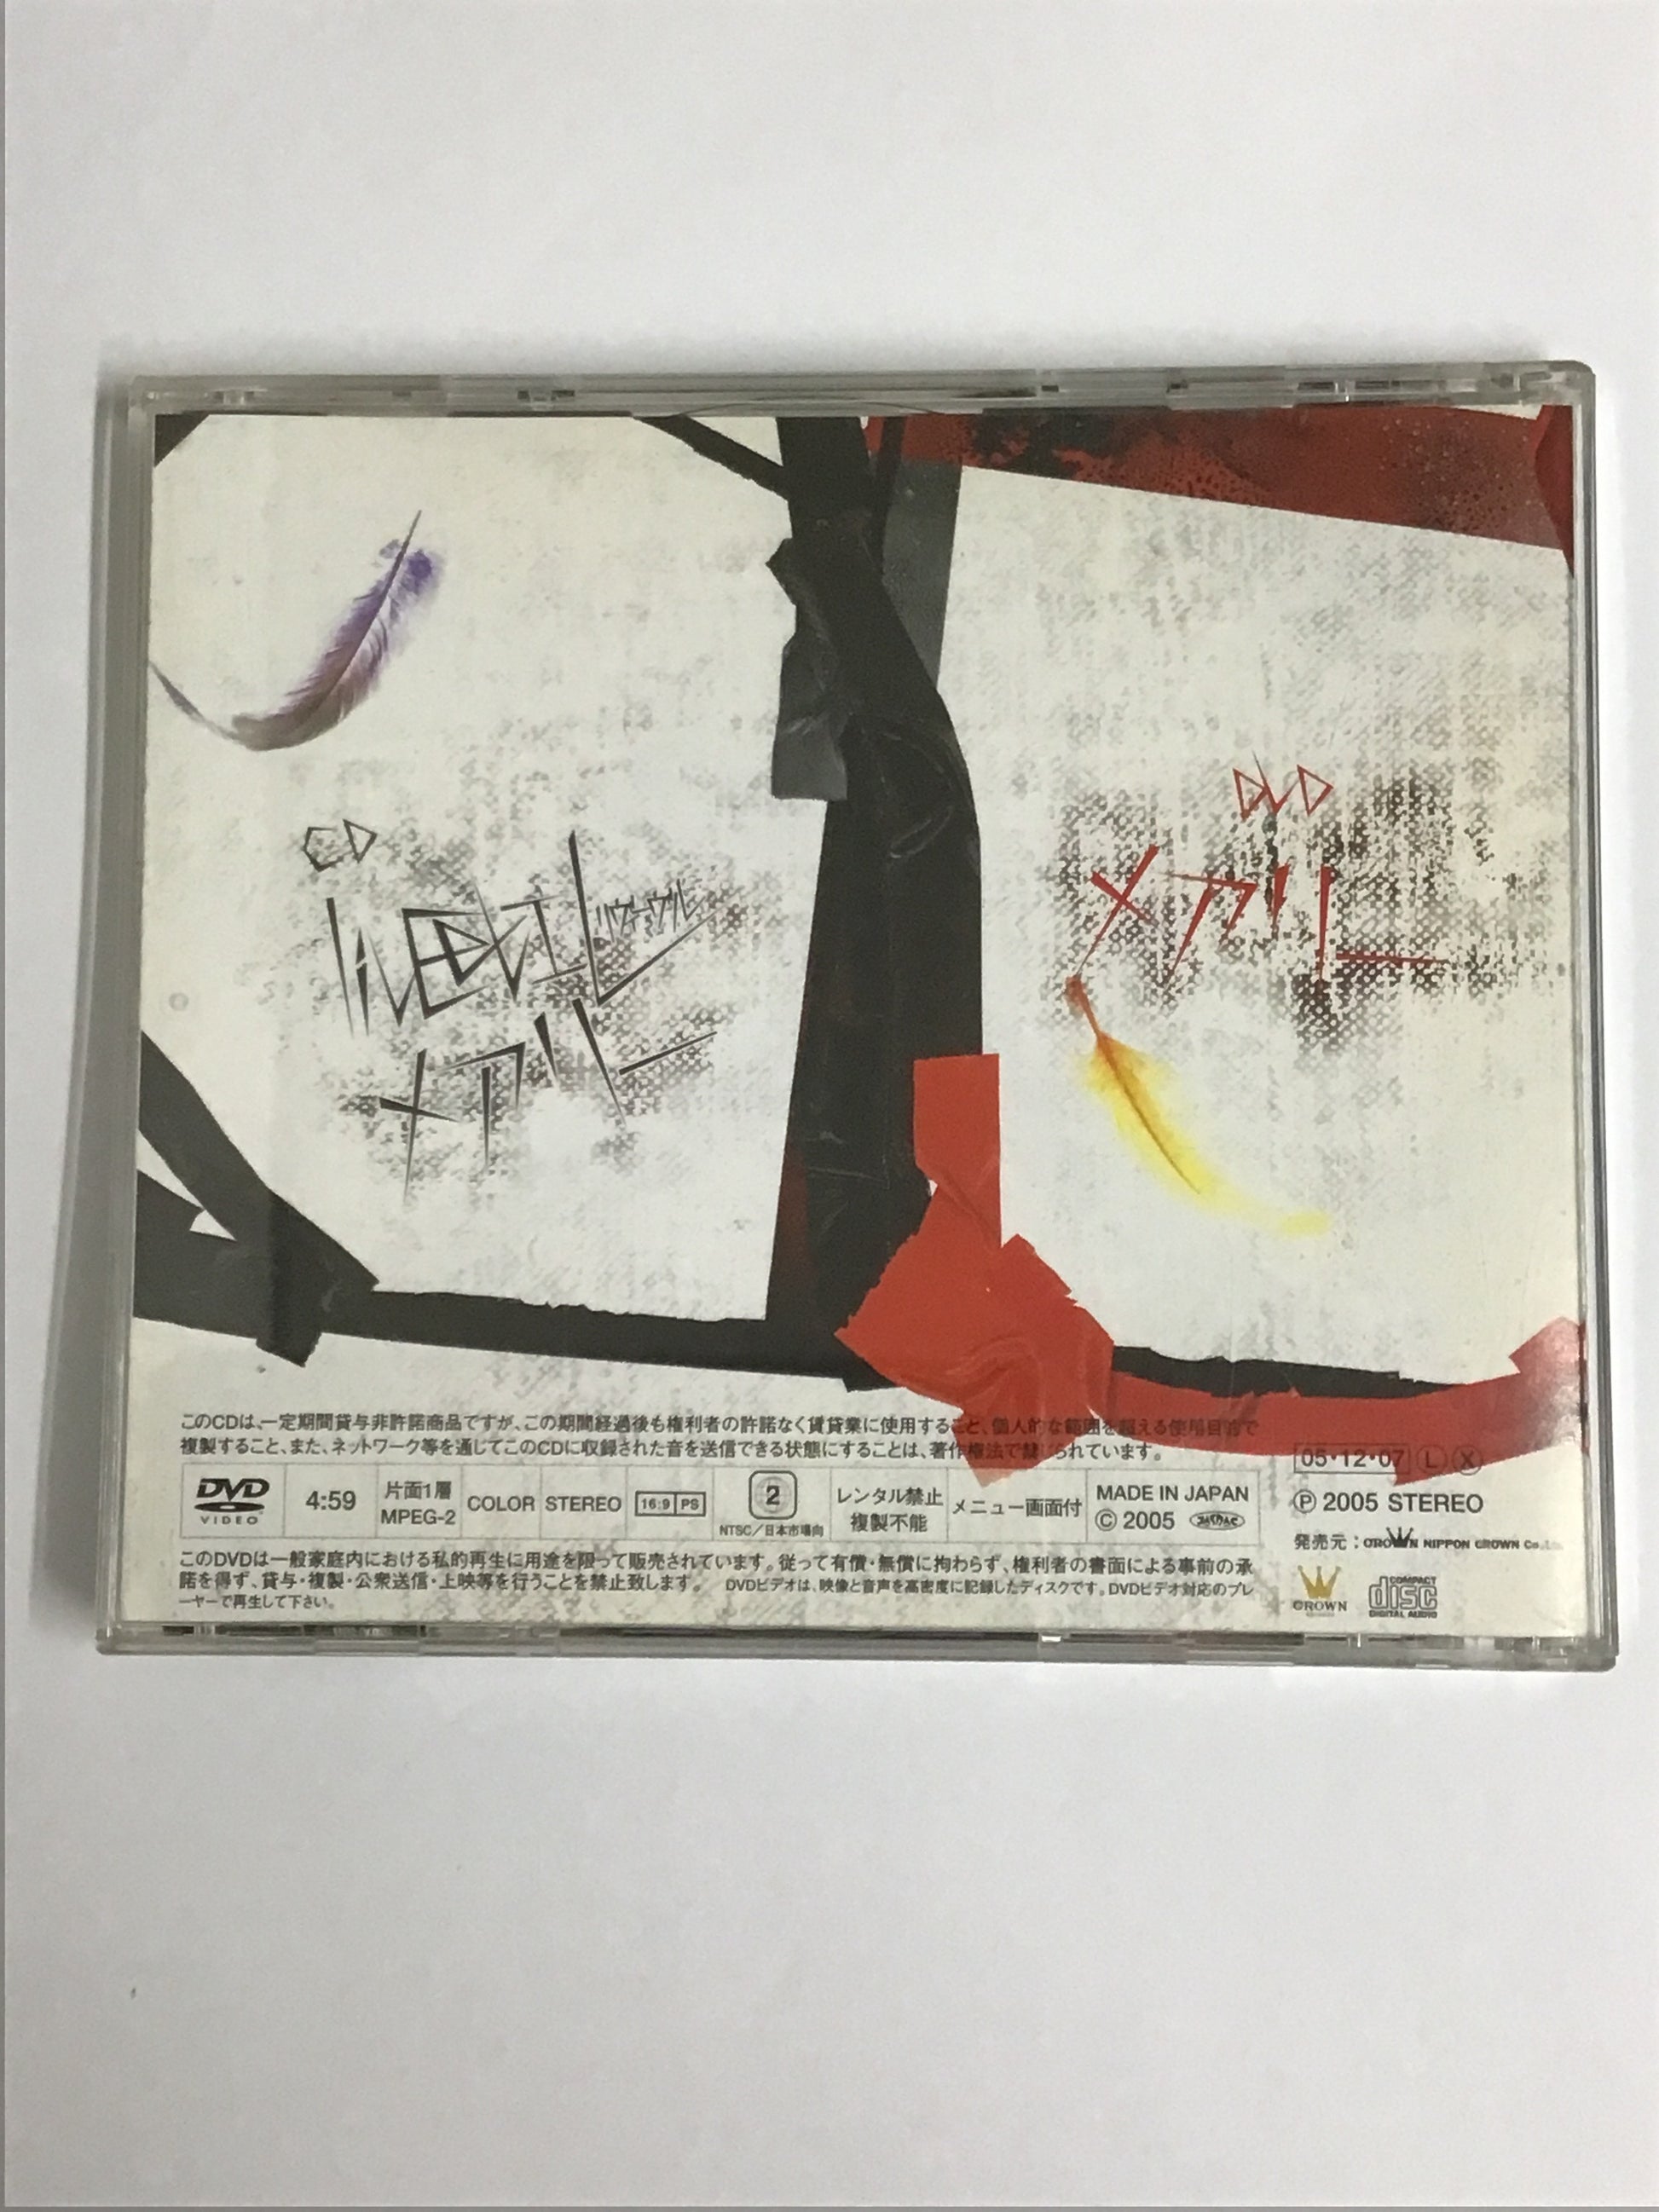 CD
リヴーヴル
メアリー
DVD
メアリー
このCDは、一定期間貸与非許諾商品ですが、この期間経過後も権利者の許諾なく賃貸業に使用すること、個人的な範囲を超える使用目的で
複製すること、また、ネットワーク等を通じてこのCDに収録された音を送信できる状態にすることは、著作権法で禁じられています。
DVD VIDEO
4:59
片面1層
MPEG-2
COLOR
STEREO
16:9 PS
2
NTSC/日本市場向
レンタル禁止
複製不能
メニュー画面付
MADE IN JAPAN
© 2005 JASRAC
05・12・07 L X
Ⓟ 2005 STEREO
発売元：CROWN NIPPON CROWN Co.,Ltd.
このDVDは一般家庭内における私的再生に用途を限って販売されています。従って有償・無償に拘わらず、権利者の書面による事前の承
諾を得ず、貸与・複製・公衆送信・上映等を行うことを禁止致します。 DVDビデオは、映像と音声を高密度に記録したディスクです。DVDビデオ対応のプレ
ーヤーで再生して下さい。
CROWN
COMPACT
disc
DIGITAL AUDIO